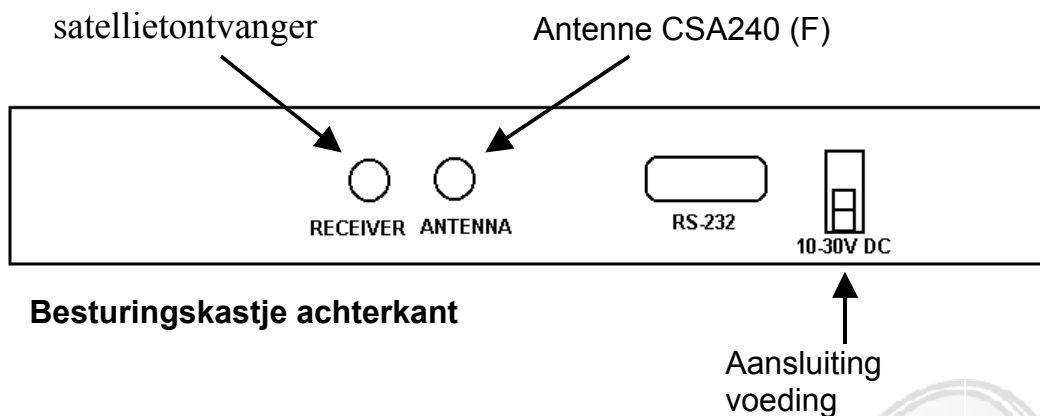 satellietontvanger
Antenne CSA240 (F)
RECEIVER
ANTENNA
RS-232
10-30V DC
Besturingskastje achterkant
Aansluiting
voeding